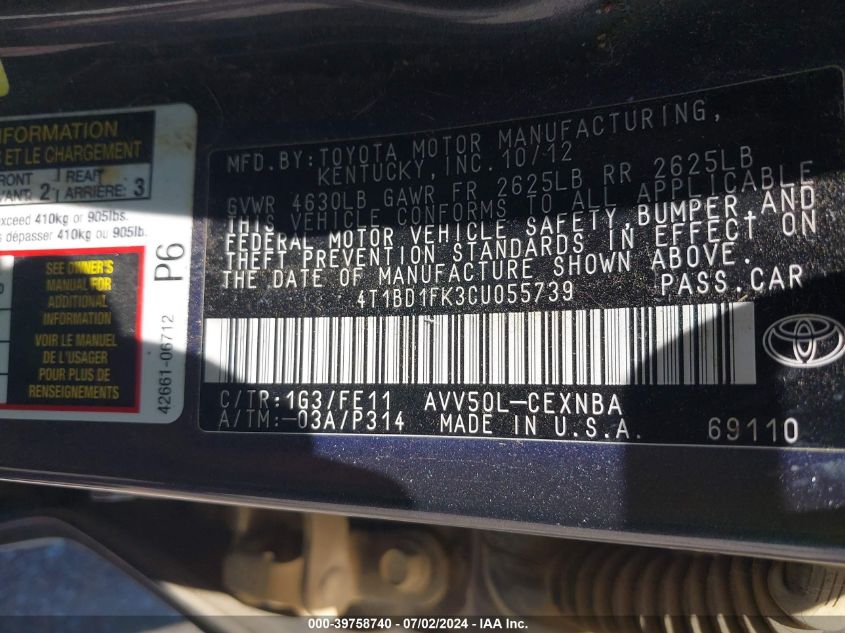 NFORMATION
S ET LE CHARGEMENT
FRONT | REAR
VANT 2 | ARRIÈRE 3
exceed 410kg or 905lbs.
s dépasser 410kg ou 905lb.
SEE OWNER'S
MANUAL FOR
ADDITIONAL
INFORMATION
VOIR LE MANUEL
DE L'USAGER
POUR PLUS DE
RENSEIGNEMENTS
42661-06712 P6
MFD.BY: TOYOTA MOTOR MANUFACTURING,
KENTUCKY, INC. 10/12
GVWR 4630LB GAWR FR 2625LB RR 2625LB
THIS VEHICLE CONFORMS TO ALL APPLICABLE
FEDERAL MOTOR VEHICLE SAFETY, BUMPER, AND
THEFT PREVENTION STANDARDS IN EFFECT ON
THE DATE OF MANUFACTURE SHOWN ABOVE.
4T1BD1FK3CU055739 PASS.CAR
C/TR: 1G3/FE11 AVV50L-CEXNBA
A/TM: -03A/P314 MADE IN U.S.A. 69110
000-39758740 - 07/02/2024 - IAA Inc.